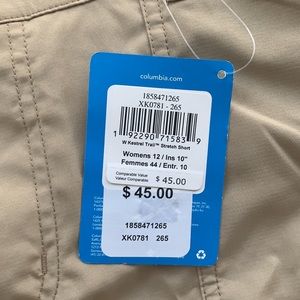 columbia.com
1858471265
XK0781 - 265
1 92290 71583 9
W Kestrel Trail™ Stretch Short
Womens 12 / Ins 10"
Femmes 44 / Entr. 10
Comparable Value
Valeur Comparable
$ 45.00
$ 45.00
1858471265
XK0781 265